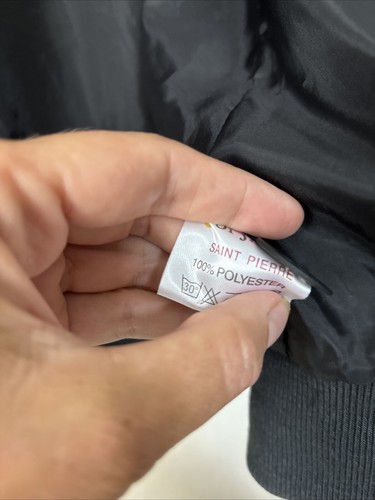 SAINT PIERRE
100% POLYESTER
30°